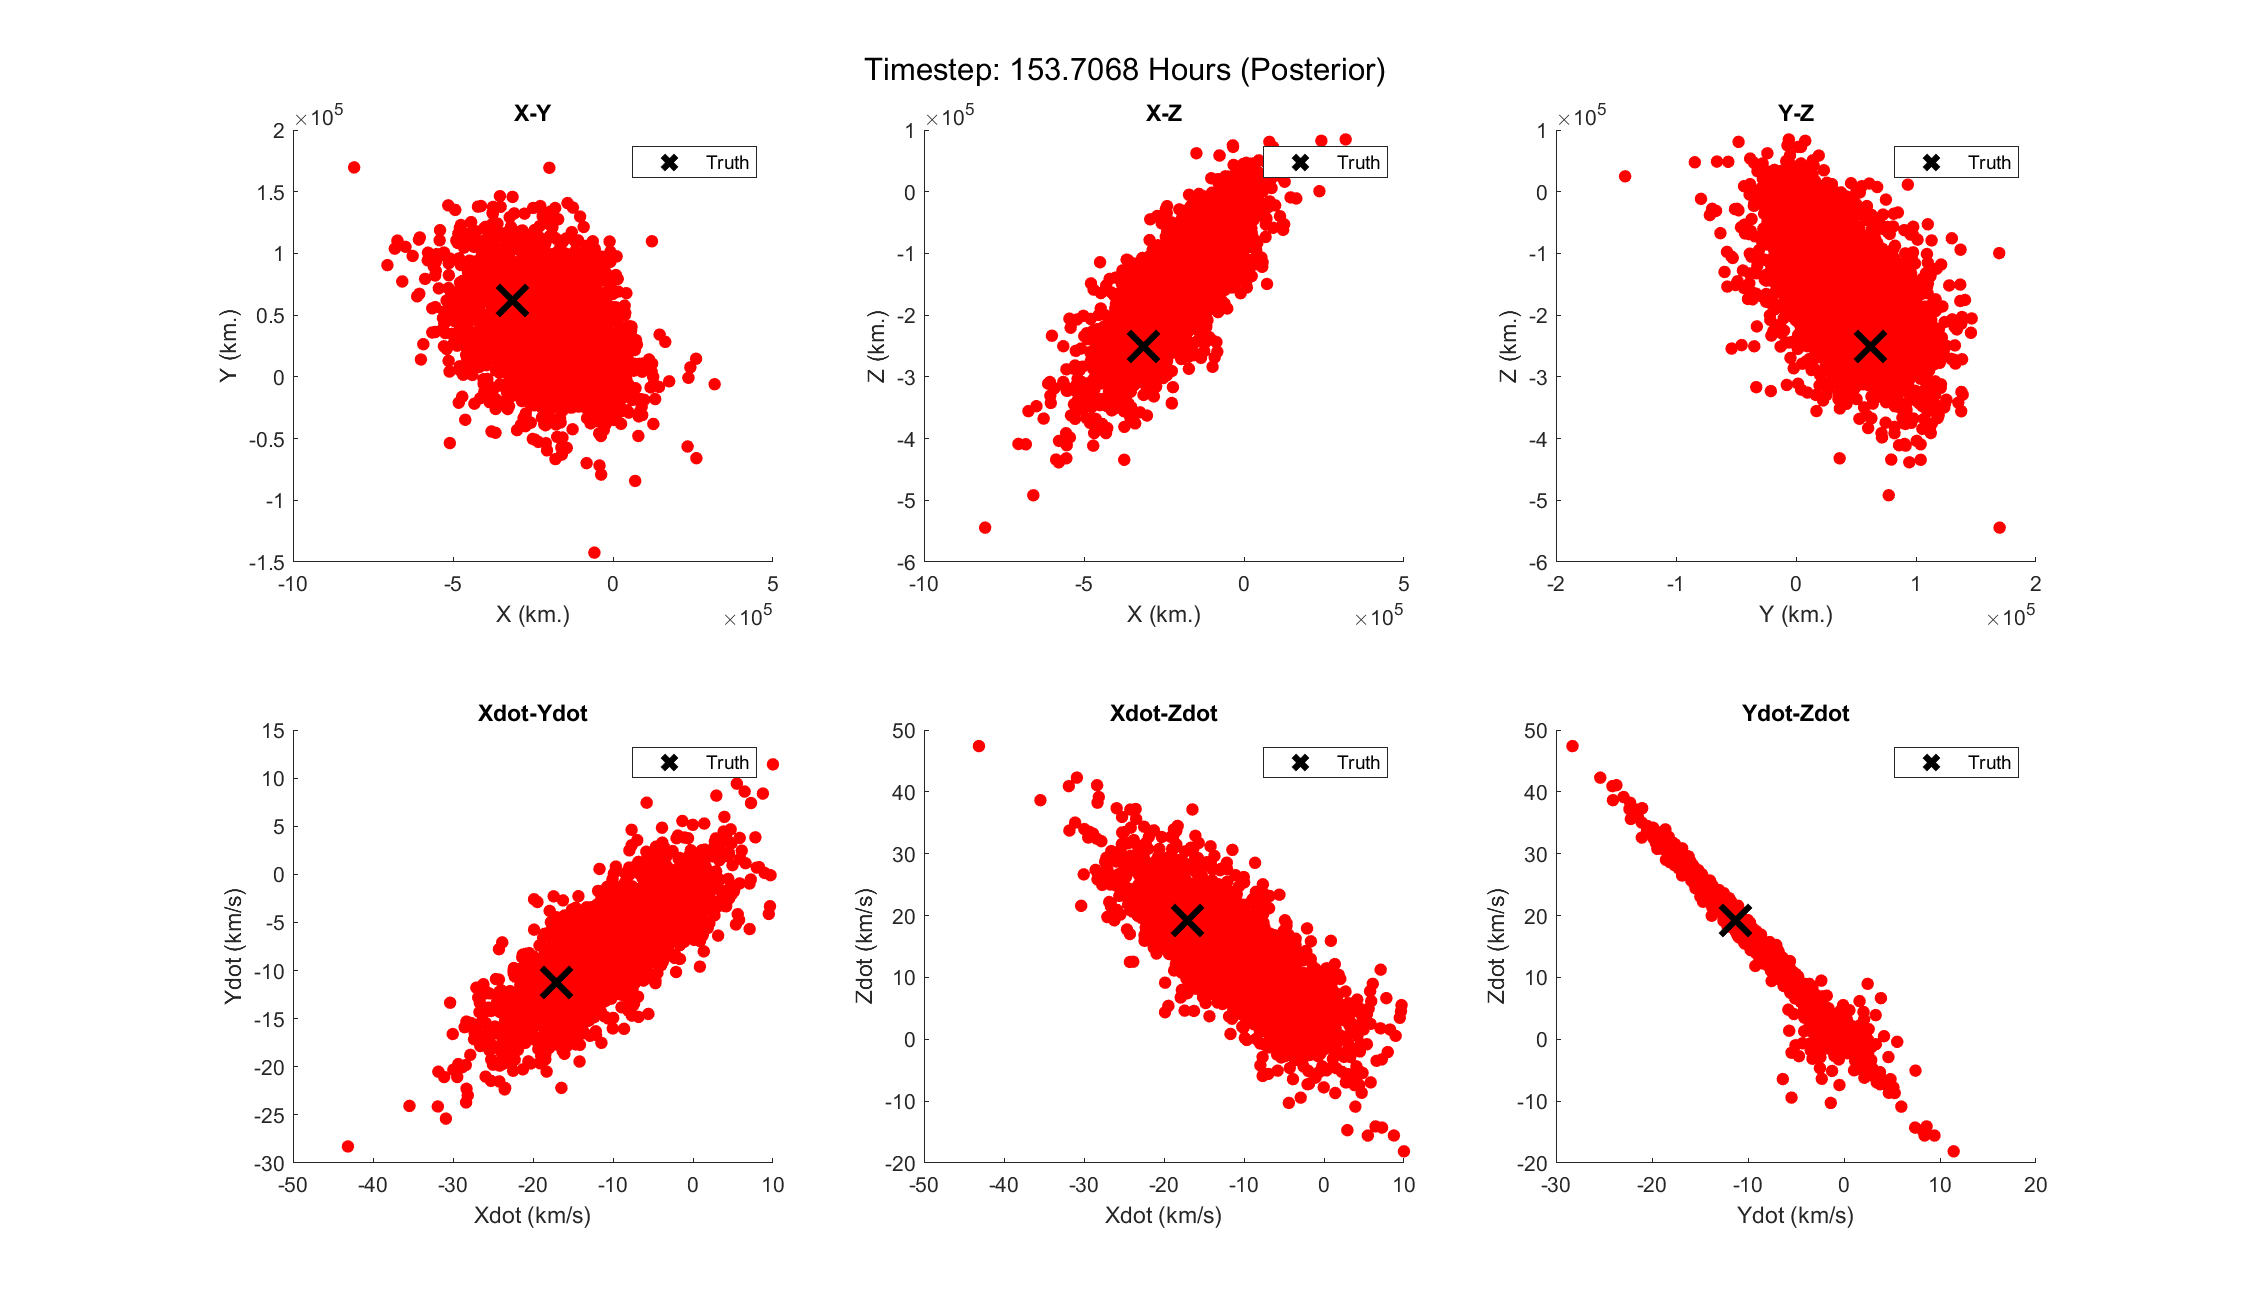 Timestep: 153.7068 Hours (Posterior)
X-Y
×10^5
2
1.5
1
0.5
0
-0.5
-1
-1.5
Y (km.)
-10 -5 0 5
X (km.)
×10^5
Truth
X-Z
×10^5
1
0
-1
-2
-3
-4
-5
-6
Z (km.)
-10 -5 0 5
X (km.)
×10^5
Truth
Y-Z
×10^5
1
0
-1
-2
-3
-4
-5
-6
Z (km.)
-2 -1 0 1 2
Y (km.)
×10^5
Truth
Xdot-Ydot
15
10
5
0
-5
-10
-15
-20
-25
-30
Ydot (km/s)
-50 -40 -30 -20 -10 0 10
Xdot (km/s)
Truth
Xdot-Zdot
50
40
30
20
10
0
-10
-20
Zdot (km/s)
-50 -40 -30 -20 -10 0 10
Xdot (km/s)
Truth
Ydot-Zdot
50
40
30
20
10
0
-10
-20
Zdot (km/s)
-30 -20 -10 0 10 20
Ydot (km/s)
Truth